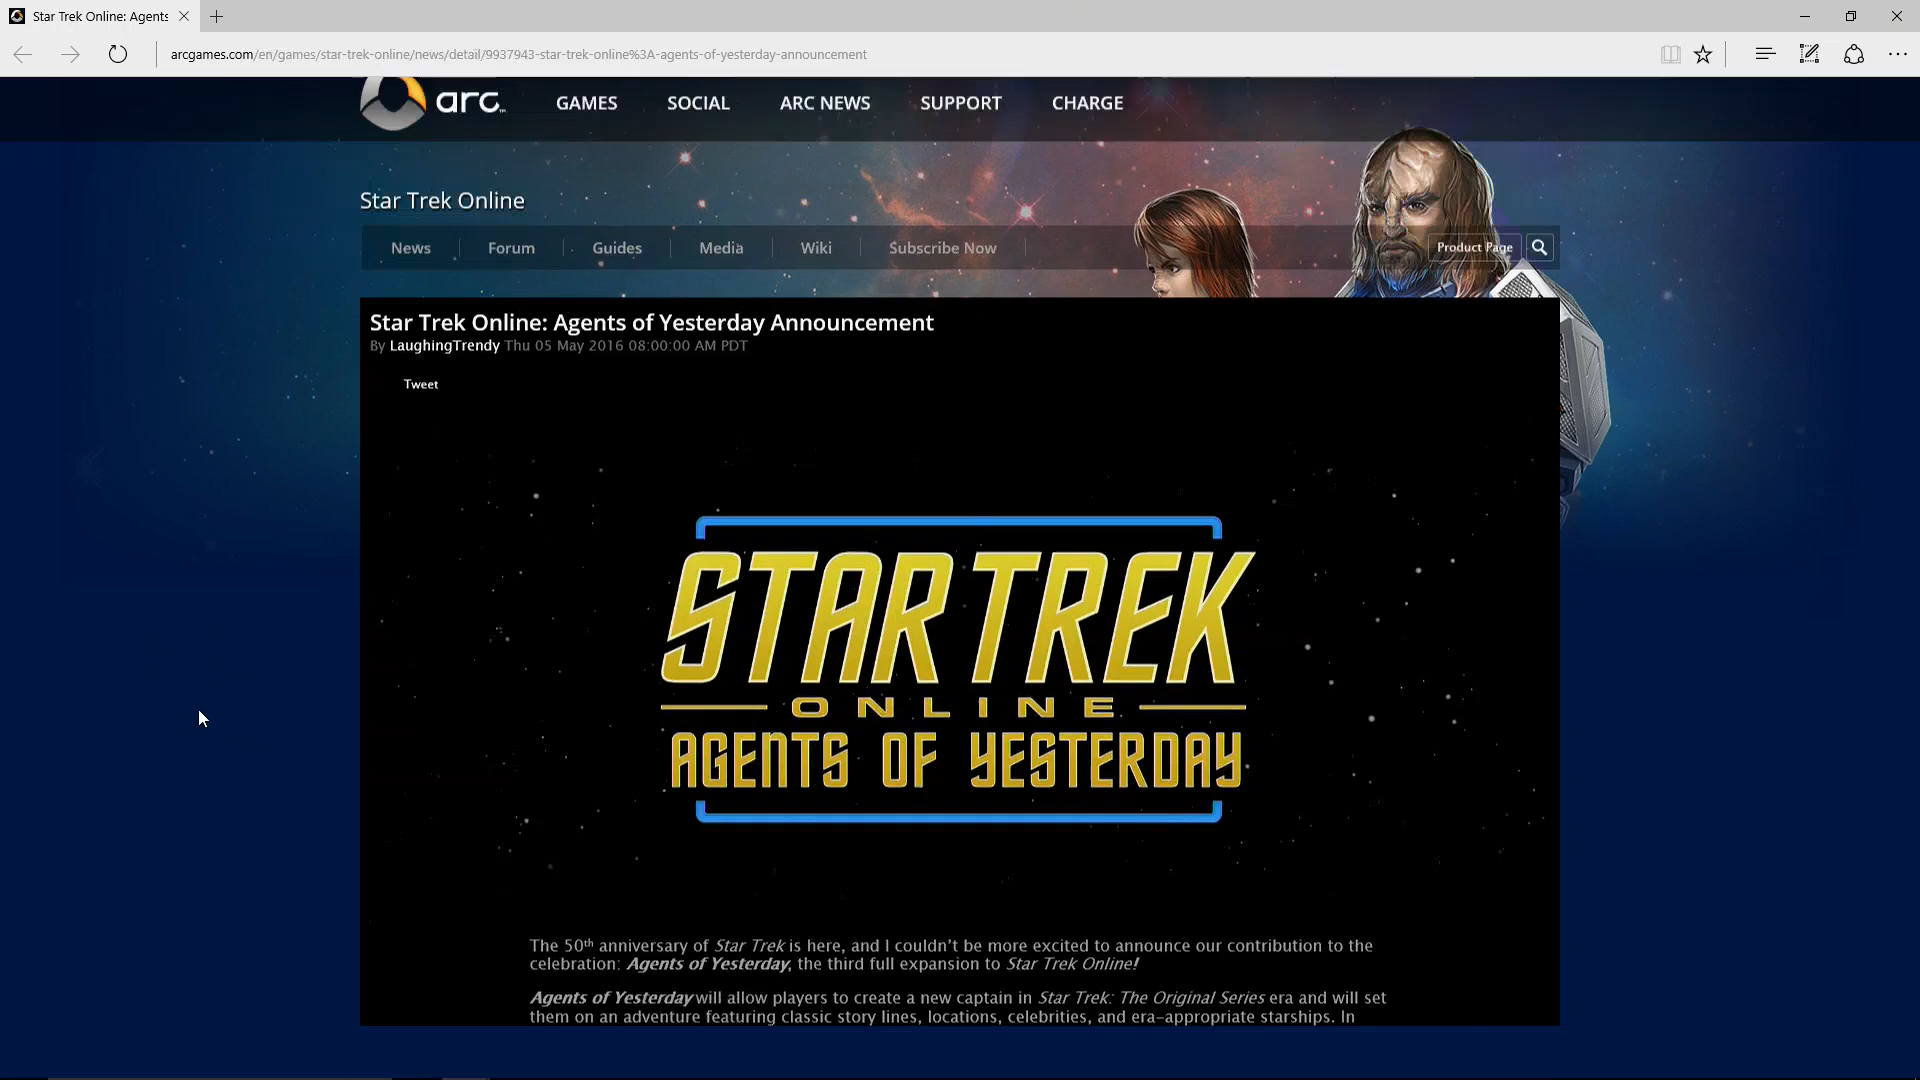 Star Trek Online: Agents
arcgames.com/en/games/star-trek-online/news/detail/9937943-star-trek-online%3A-agents-of-yesterday-announcement
arc™ GAMES SOCIAL ARC NEWS SUPPORT CHARGE
Star Trek Online
News Forum Guides Media Wiki Subscribe Now Product Page
Star Trek Online: Agents of Yesterday Announcement
By LaughingTrendy Thu 05 May 2016 08:00:00 AM PDT
Tweet
STAR TREK
ONLINE
AGENTS OF YESTERDAY
The 50th anniversary of Star Trek is here, and I couldn’t be more excited to announce our contribution to the
celebration: Agents of Yesterday, the third full expansion to Star Trek Online!
Agents of Yesterday will allow players to create a new captain in Star Trek: The Original Series era and will set
them on an adventure featuring classic story lines, locations, celebrities, and era-appropriate starships. In